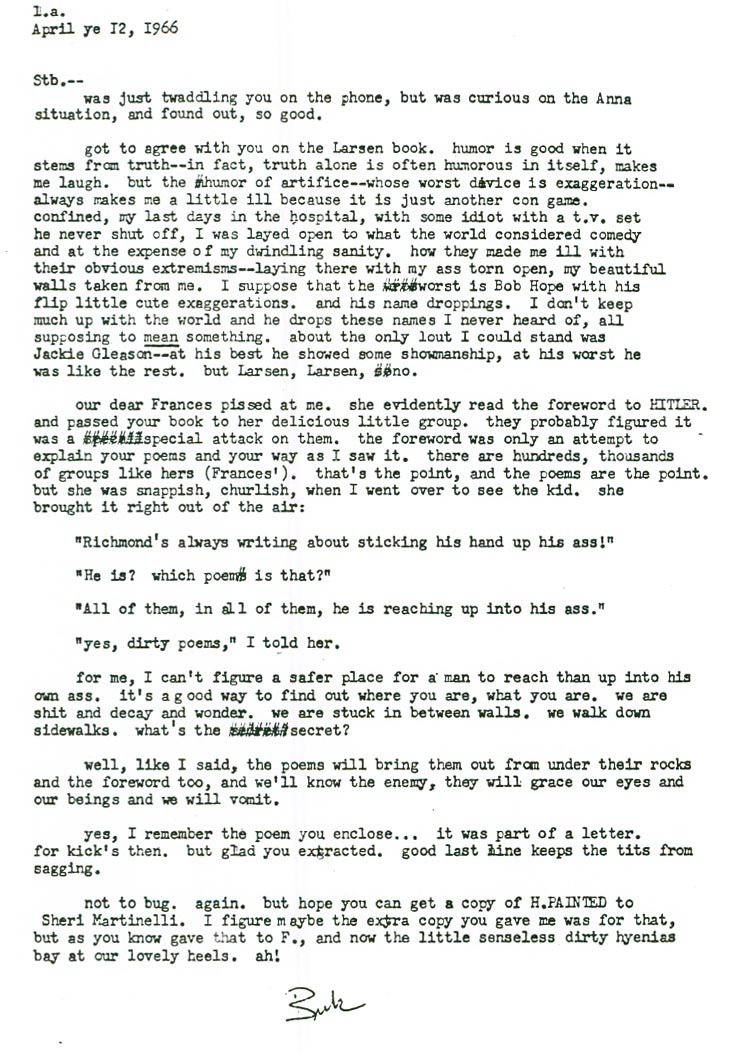 L.a.
April ye I2, I966
Stb.--
was just twaddling you on the phone, but was curious on the Anna
situation, and found out, so good.
got to agree with you on the Larsen book. humor is good when it
stems from truth--in fact, truth alone is often humorous in itself, makes
me laugh. but the humor of artifice--whose worst device is exaggeration--
always makes me a little ill because it is just another con game.
confined, my last days in the hospital, with some idiot with a t.v. set
he never shut off, I was layed open to what the world considered comedy
and at the expense of my dwindling sanity. how they made me ill with
their obvious extremisms--laying there with my ass torn open, my beautiful
walls taken from me. I suppose that the worst is Bob Hope with his
flip little cute exaggerations. and his name droppings. I don't keep
much up with the world and he drops these names I never heard of, all
supposing to mean something. about the only lout I could stand was
Jackie Gleason--at his best he showed some showmanship, at his worst he
was like the rest. but Larsen, Larsen, no.
our dear Frances pissed at me. she evidently read the foreword to HITLER.
and passed your book to her delicious little group. they probably figured it
was a special attack on them. the foreword was only an attempt to
explain your poems and your way as I saw it. there are hundreds, thousands
of groups like hers (Frances'). that's the point, and the poems are the point.
but she was snappish, churlish, when I went over to see the kid. she
brought it right out of the air:
"Richmond's always writing about sticking his hand up his ass!"
"He is? which poem is that?"
"All of them, in all of them, he is reaching up into his ass."
"yes, dirty poems," I told her.
for me, I can't figure a safer place for a man to reach than up into his
own ass. it's a good way to find out where you are, what you are. we are
shit and decay and wonder. we are stuck in between walls. we walk down
sidewalks. what's the secret?
well, like I said, the poems will bring them out from under their rocks
and the foreword too, and we'll know the enemy, they will grace our eyes and
our beings and we will vomit.
yes, I remember the poem you enclose... it was part of a letter.
for kick's then. but glad you extracted. good last line keeps the tits from
sagging.
not to bug. again. but hope you can get a copy of H.PAINTED to
Sheri Martinelli. I figure maybe the extra copy you gave me was for that,
but as you know gave that to F., and now the little senseless dirty hyenias
bay at our lovely heels. ah!
Buk